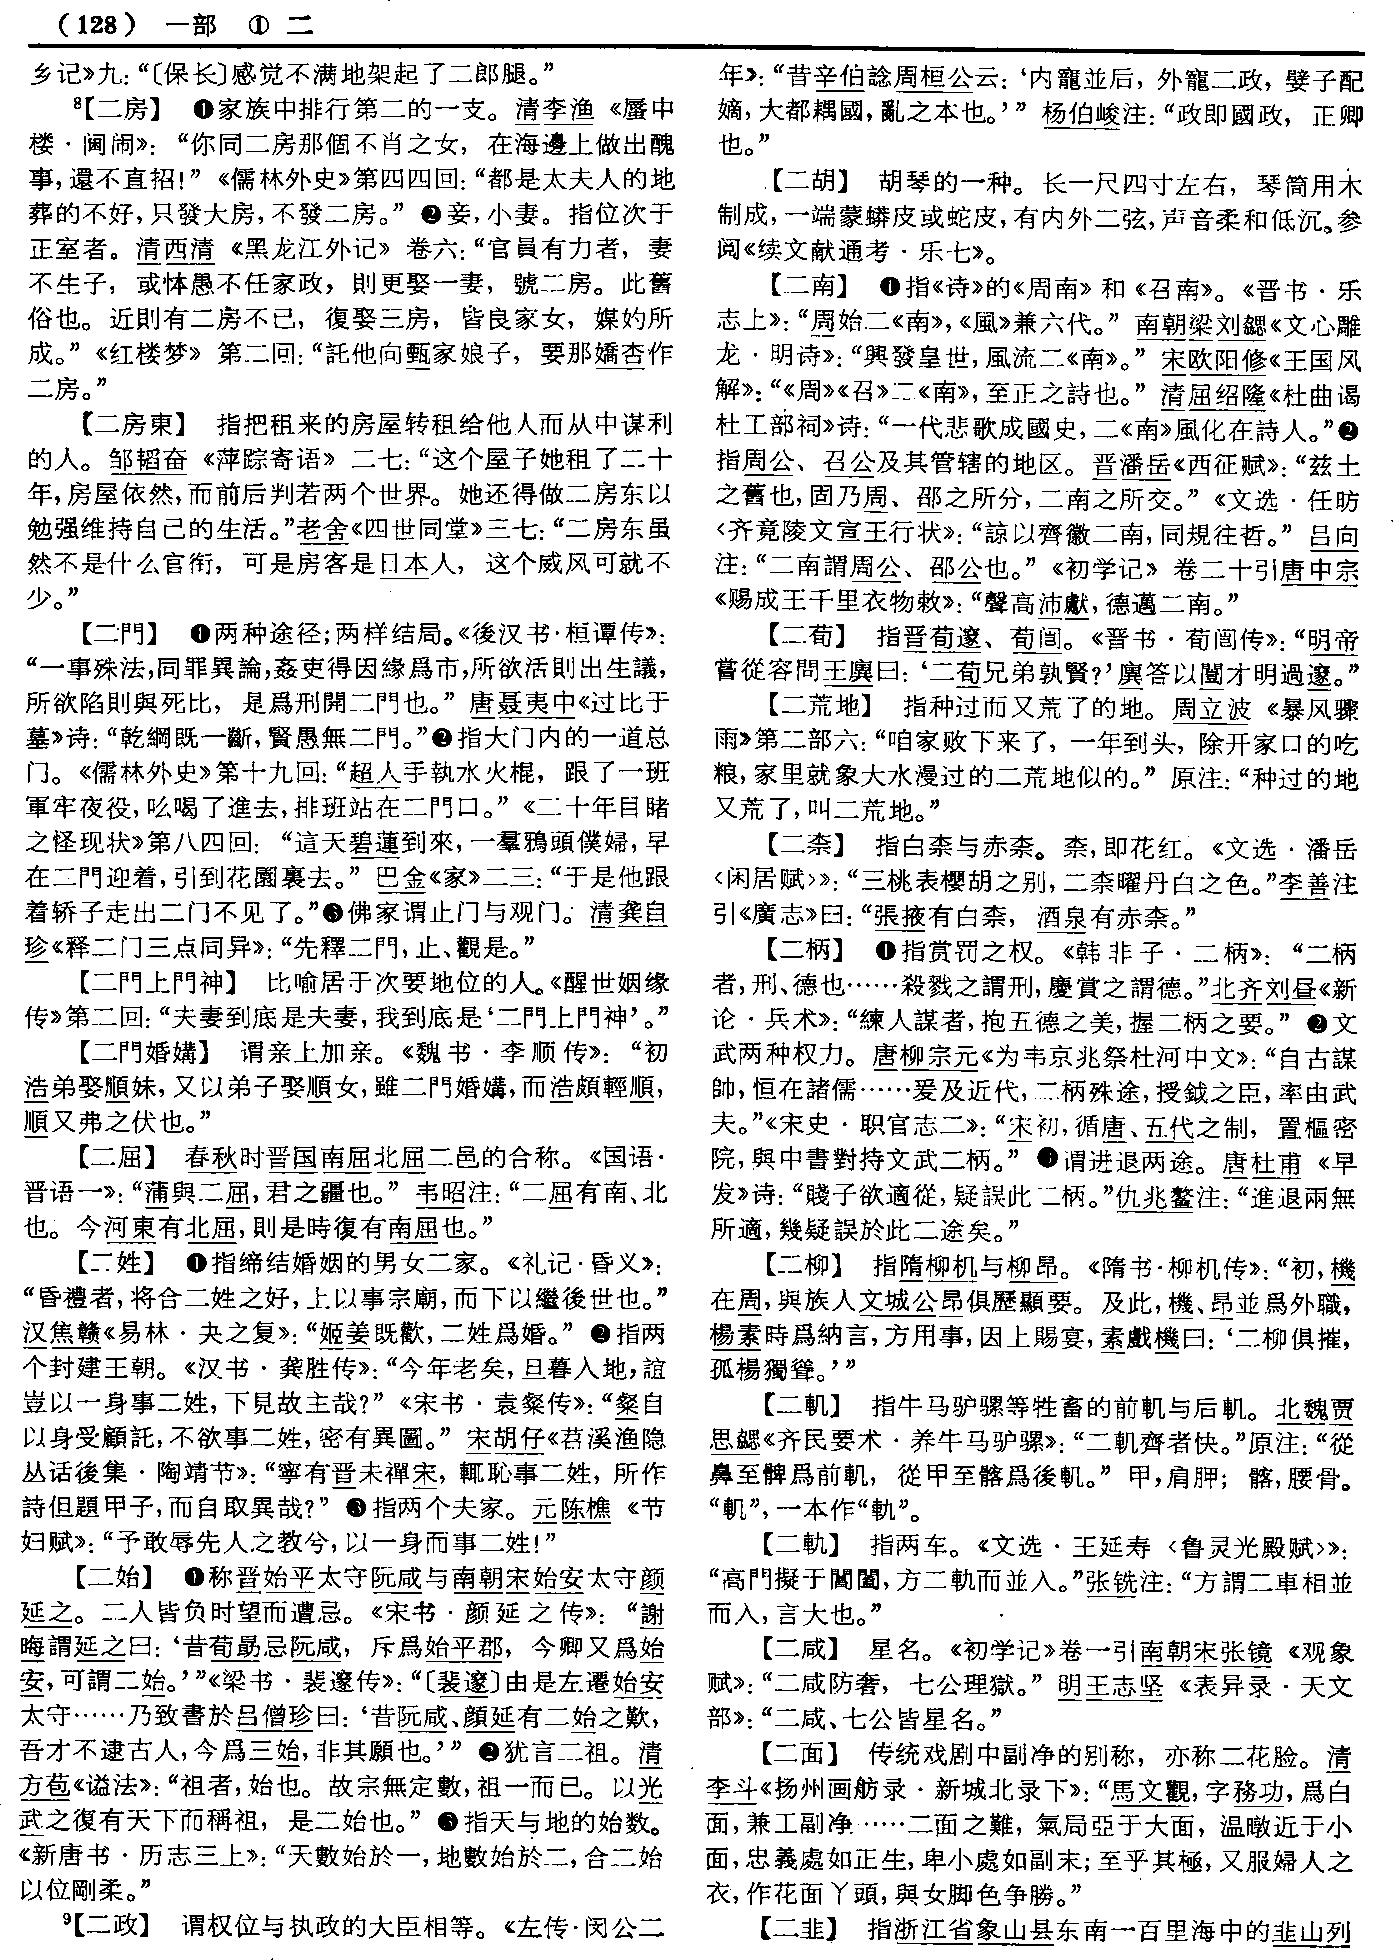 （128） 一部 ① 二
乡记》九：“〔保长〕感觉不满地架起了二郎腿。”
⁸【二房】 ❶家族中排行第二的一支。清李渔《蜃中
楼·闹闹》：“你同二房那個不肖之女，在海邊上做出醜
事，還不直招！”《儒林外史》第四四回：“都是太夫人的地
葬的不好，只發大房，不發二房。”❷妾，小妻。指位次于
正室者。清西清《黑龙江外记》卷六：“官員有力者，妻
不生子，或㤓愚不任家政，則更娶一妻，號二房。此舊
俗也。近則有二房不已，復娶三房，皆良家女，媒妁所
成。”《红楼梦》第二回：“託他向甄家娘子，要那嬌杏作
二房。”
【二房東】 指把租来的房屋转租给他人而从中谋利
的人。邹韬奋《萍踪寄语》二七：“这个屋子她租了二十
年，房屋依然，而前后判若两个世界。她还得做二房东以
勉强维持自己的生活。”老舍《四世同堂》三七：“二房东虽
然不是什么官衔，可是房客是日本人，这个威风可就不
少。”
【二門】 ❶两种途径；两样结局。《後汉书·桓谭传》：
“一事殊法，同罪異論，姦吏得因緣爲市，所欲活則出生議，
所欲陷則與死比，是爲刑開二門也。”唐聂夷中《过比于
墓》诗：“乾綱既一斷，賢愚無二門。”❷指大门内的一道总
门。《儒林外史》第十九回：“超人手執水火棍，跟了一班
軍牢夜役，吆喝了進去，排班站在二門口。”《二十年目睹
之怪现状》第八四回：“這天碧蓮到來，一羣鴉頭僕婦，早
在二門迎着，引到花園裏去。”巴金《家》二三：“于是他跟
着轿子走出二门不见了。”❸佛家谓止门与观门。清龚自
珍《释二门三点同异》：“先釋二門，止、觀是。”
【二門上門神】 比喻居于次要地位的人。《醒世姻缘
传》第二回：“夫妻到底是夫妻，我到底是‘二門上門神’。”
【二門婚媾】 谓亲上加亲。《魏书·李顺传》：“初
浩弟娶順妹，又以弟子娶順女，雖二門婚媾，而浩頗輕順，
順又弗之伏也。”
【二屈】 春秋时晋国南屈北屈二邑的合称。《国语·
晋语一》：“蒲與二屈，君之疆也。”韦昭注：“二屈有南、北
也。今河東有北屈，則是時復有南屈也。”
【二姓】 ❶指缔结婚姻的男女二家。《礼记·昏义》：
“昏禮者，将合二姓之好，上以事宗廟，而下以繼後世也。”
汉焦赣《易林·夬之复》：“姬姜既歡，二姓爲婚。”❷指两
个封建王朝。《汉书·龚胜传》：“今年老矣，旦暮入地，誼
豈以一身事二姓，下見故主哉？”《宋书·袁粲传》：“粲自
以身受顧託，不欲事二姓，密有異圖。”宋胡仔《苕溪渔隐
丛话後集·陶靖节》：“寧有晋未禪宋，輒恥事二姓，所作
詩但題甲子，而自取異哉？”❸指两个夫家。元陈樵《节
妇赋》：“予敢辱先人之教兮，以一身而事二姓！”
【二始】 ❶称晋始平太守阮咸与南朝宋始安太守颜
延之。二人皆负时望而遭忌。《宋书·颜延之传》：“謝
晦謂延之曰：‘昔荀勗忌阮咸，斥爲始平郡，今卿又爲始
安，可謂二始。’”《梁书·裴邃传》：“〔裴邃〕由是左遷始安
太守……乃致書於吕僧珍曰：‘昔阮咸、顔延有二始之歎，
吾才不逮古人，今爲三始，非其願也。’”❷犹言二祖。清
方苞《谥法》：“祖者，始也。故宗無定數，祖一而已。以光
武之復有天下而稱祖，是二始也。”❸指天与地的始数。
《新唐书·历志三上》：“天數始於一，地數始於二，合二始
以位剛柔。”
⁹【二政】 谓权位与执政的大臣相等。《左传·闵公二
年》：“昔辛伯諗周桓公云：‘内寵並后，外寵二政，嬖子配
嫡，大都耦國，亂之本也。’”杨伯峻注：“政即國政，正卿
也。”
【二胡】 胡琴的一种。长一尺四寸左右，琴筒用木
制成，一端蒙蟒皮或蛇皮，有内外二弦，声音柔和低沉。参
阅《续文献通考·乐七》。
【二南】 ❶指《诗》的《周南》和《召南》。《晋书·乐
志上》：“周始二《南》，《風》兼六代。”南朝梁刘勰《文心雕
龙·明诗》：“興發皇世，風流二《南》。”宋欧阳修《王国风
解》：“《周》《召》二《南》，至正之詩也。”清屈绍隆《杜曲谒
杜工部祠》诗：“一代悲歌成國史，二《南》風化在詩人。”❷
指周公、召公及其管辖的地区。晋潘岳《西征赋》：“兹土
之舊也，固乃周、邵之所分，二南之所交。”《文选·任昉
〈齐竟陵文宣王行状》：“諒以齊徽二南，同規往哲。”吕向
注：“二南謂周公、邵公也。”《初学记》卷二十引唐中宗
《赐成王千里衣物敕》：“聲高沛獻，德邁二南。”
【二荀】 指晋荀邃、荀闿。《晋书·荀闿传》：“明帝
嘗從容問王廙曰：‘二荀兄弟孰賢？’廙答以闓才明過邃。”
【二荒地】 指种过而又荒了的地。周立波《暴风骤
雨》第二部六：“咱家败下来了，一年到头，除开家口的吃
粮，家里就象大水漫过的二荒地似的。”原注：“种过的地
又荒了，叫二荒地。”
【二柰】 指白柰与赤柰。柰，即花红。《文选·潘岳
〈闲居赋〉》：“三桃表櫻胡之别，二柰曜丹白之色。”李善注
引《廣志》曰：“張掖有白柰，酒泉有赤柰。”
【二柄】 ❶指赏罚之权。《韩非子·二柄》：“二柄
者，刑、德也……殺戮之謂刑，慶賞之謂德。”北齐刘昼《新
论·兵术》：“練人謀者，抱五德之美，握二柄之要。”❷文
武两种权力。唐柳宗元《为韦京兆祭杜河中文》：“自古謀
帥，恒在諸儒……爰及近代，二柄殊途，授鉞之臣，率由武
夫。”《宋史·职官志二》：“宋初，循唐、五代之制，置樞密
院，與中書對持文武二柄。”❸谓进退两途。唐杜甫《早
发》诗：“賤子欲適從，疑誤此二柄。”仇兆鳌注：“進退兩無
所適，幾疑誤於此二途矣。”
【二柳】 指隋柳机与柳昂。《隋书·柳机传》：“初，機
在周，與族人文城公昂俱歷顯要。及此，機、昂並爲外職，
楊素時爲納言，方用事，因上賜宴，素戲機曰：‘二柳俱摧，
孤楊獨聳。’”
【二軌】 指牛马驴骡等牲畜的前軌与后軌。北魏贾
思勰《齐民要术·养牛马驴骡》：“二軌齊者快。”原注：“從
鼻至髀爲前軌，從甲至髂爲後軌。”甲，肩胛；髂，腰骨。
“軌”，一本作“軌”。
【二軌】 指两车。《文选·王延寿〈鲁灵光殿赋〉》：
“高門擬于閶闔，方二軌而並入。”张铣注：“方謂二車相並
而入，言大也。”
【二咸】 星名。《初学记》卷一引南朝宋张镜《观象
赋》：“二咸防奢，七公理獄。”明王志坚《表异录·天文
部》：“二咸、七公皆星名。”
【二面】 传统戏剧中副净的别称，亦称二花脸。清
李斗《扬州画舫录·新城北录下》：“馬文觀，字務功，爲白
面，兼工副净……二面之難，氣局亞于大面，温暾近于小
面，忠義處如正生，卑小處如副末；至乎其極，又服婦人之
衣，作花面丫頭，與女脚色争勝。”
【二韭】 指浙江省象山县东南一百里海中的韭山列